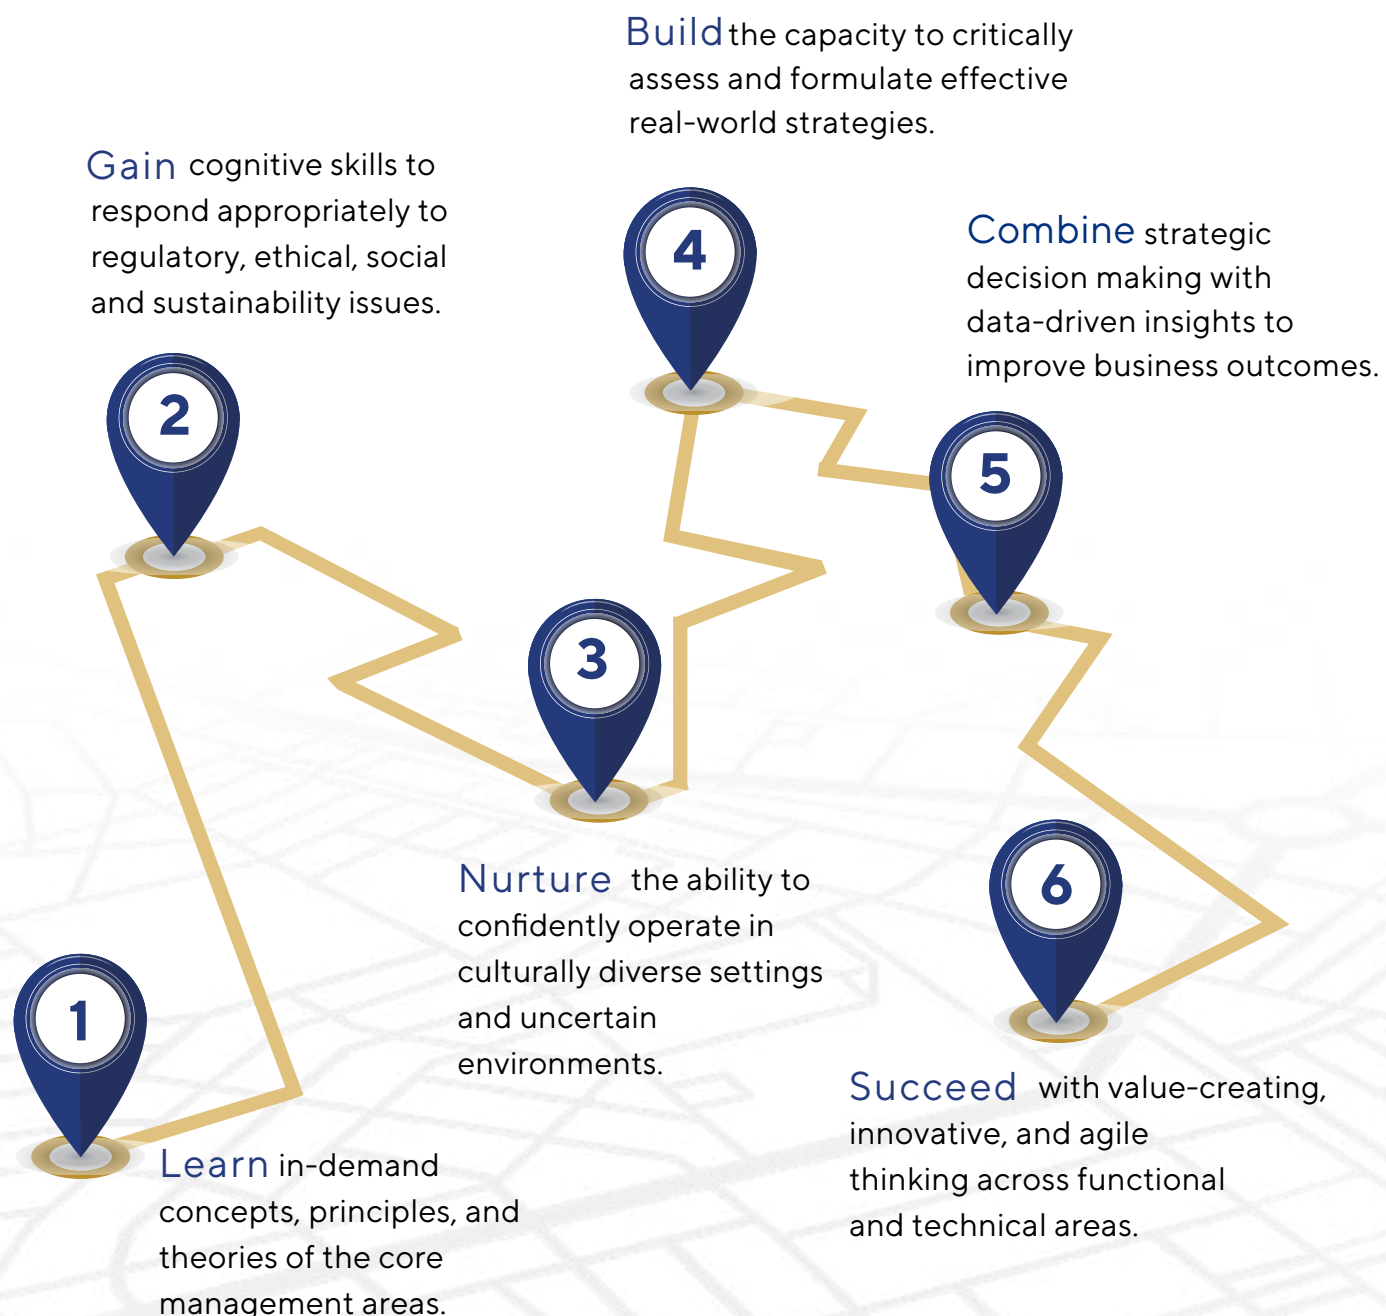 Build the capacity to critically
assess and formulate effective
real-world strategies.
Gain cognitive skills to
respond appropriately to
regulatory, ethical, social
and sustainability issues.
4
Combine strategic
decision making with
data-driven insights to
improve business outcomes.
2
5
3
Nurture the ability to
confidently operate in
culturally diverse settings
and uncertain
environments.
6
1
Succeed with value-creating,
innovative, and agile
thinking across functional
and technical areas.
Learn in-demand
concepts, principles, and
theories of the core
management areas.